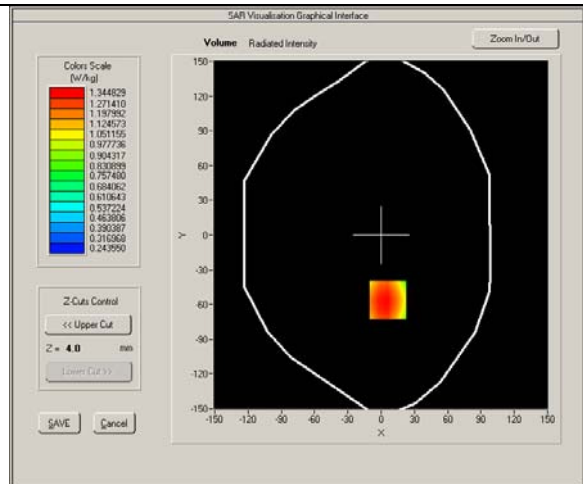 SAR Visualisation Graphical Interface
Volume Radiated Intensity
Zoom In/Out
Colors Scale
(W/kg)
1.344829
1.271410
1.197992
1.124573
1.051155
0.977736
0.904317
0.830899
0.757480
0.684062
0.610643
0.537224
0.463806
0.390387
0.316968
0.243550
Z-Cuts Control
<< Upper Cut
Z = 4.0 mm
Lower Cut >>
SAVE Cancel
150
120
90
60
30
0
-30
-60
-90
-120
-150
Y
-150 -120 -90 -60 -30 0 30 60 90 120 150
X